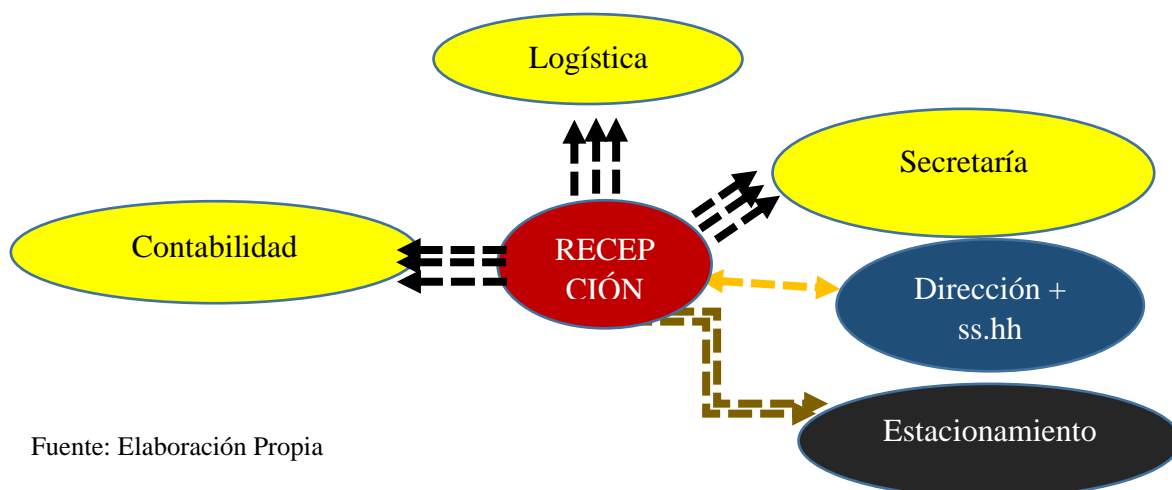 Logística
Secretaría
Contabilidad
RECEP
CIÓN
Dirección +
ss.hh
Estacionamiento
Fuente: Elaboración Propia